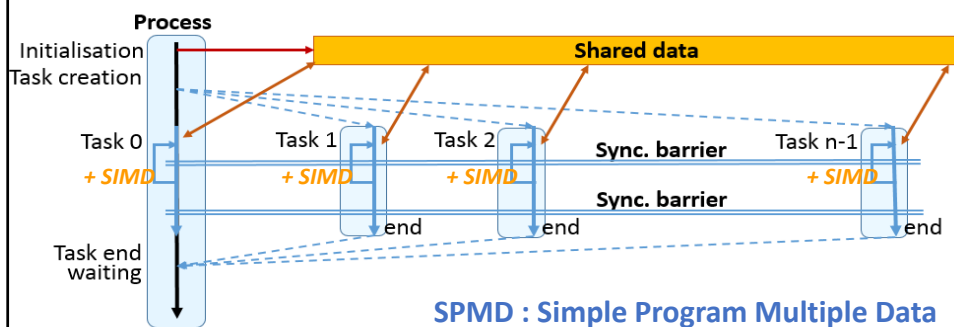 Process
Initialisation
Shared data
Task creation
Task 0
Task 1
Task 2
Task n-1
Sync. barrier
+ SIMD
+ SIMD
+ SIMD
+ SIMD
Sync. barrier
end
end
end
Task end
waiting
SPMD : Simple Program Multiple Data